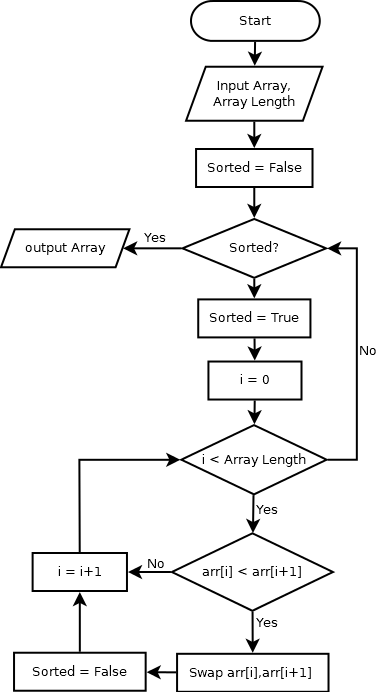 Start
Input Array,
Array Length
Sorted = False
Sorted?
Yes
output Array
Sorted = True
i = 0
No
i < Array Length
Yes
arr[i] < arr[i+1]
No
i = i+1
Yes
Swap arr[i],arr[i+1]
Sorted = False